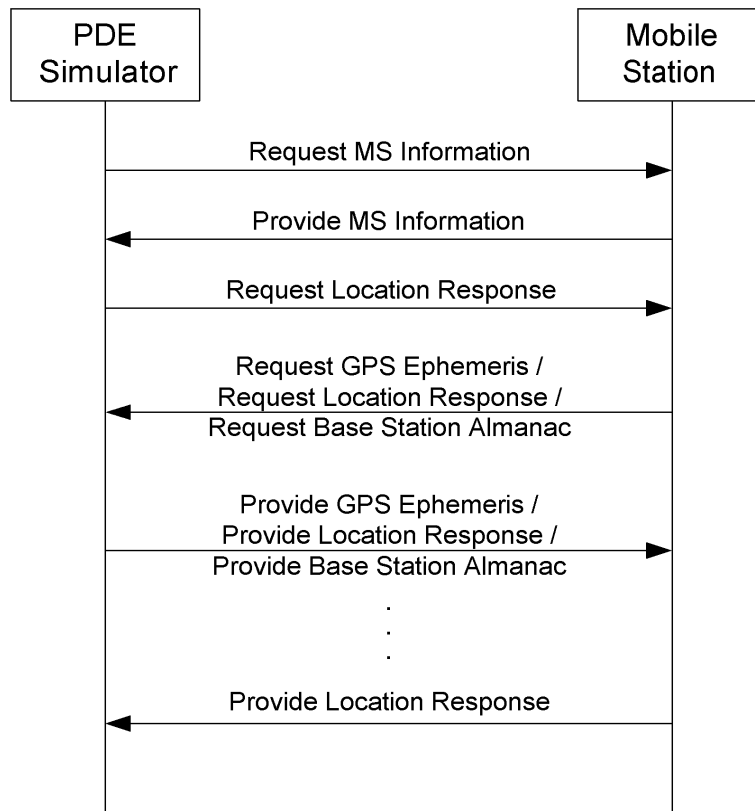 PDE
Simulator
Mobile
Station
Request MS Information
Provide MS Information
Request Location Response
Request GPS Ephemeris /
Request Location Response /
Request Base Station Almanac
Provide GPS Ephemeris /
Provide Location Response /
Provide Base Station Almanac
.
.
.
Provide Location Response